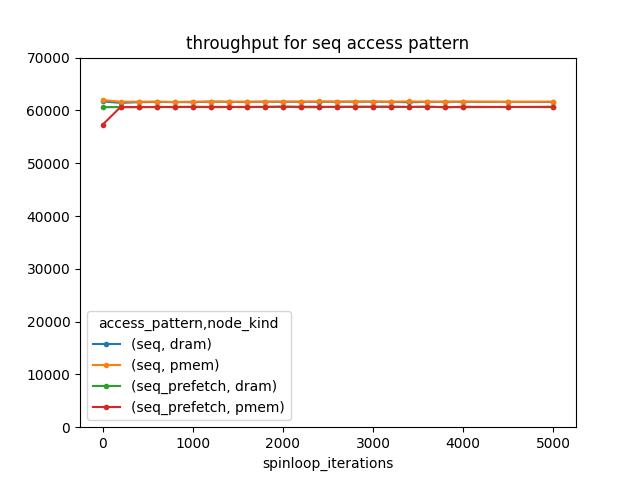 throughput for seq access pattern
70000
60000
50000
40000
30000
20000
10000
0
access_pattern,node_kind
(seq, dram)
(seq, pmem)
(seq_prefetch, dram)
(seq_prefetch, pmem)
0 1000 2000 3000 4000 5000
spinloop_iterations